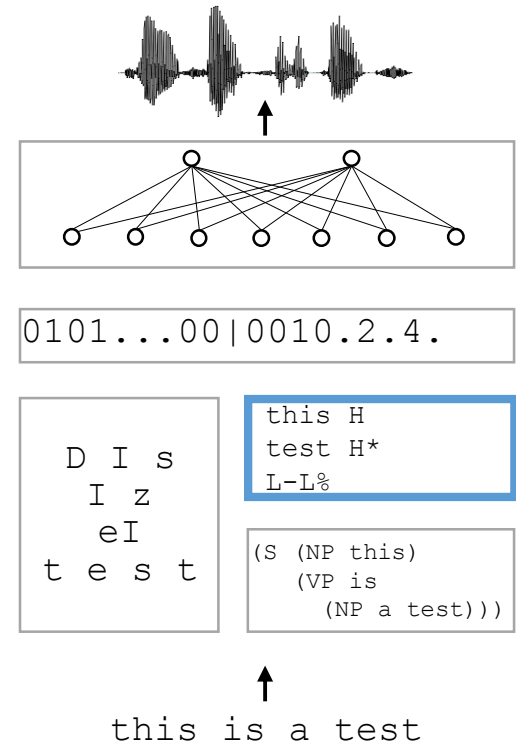 0101...00|0010.2.4.
D I s
I z
eI
t e s t
this H
test H*
L-L%
(S (NP this)
(VP is
(NP a test)))
this is a test